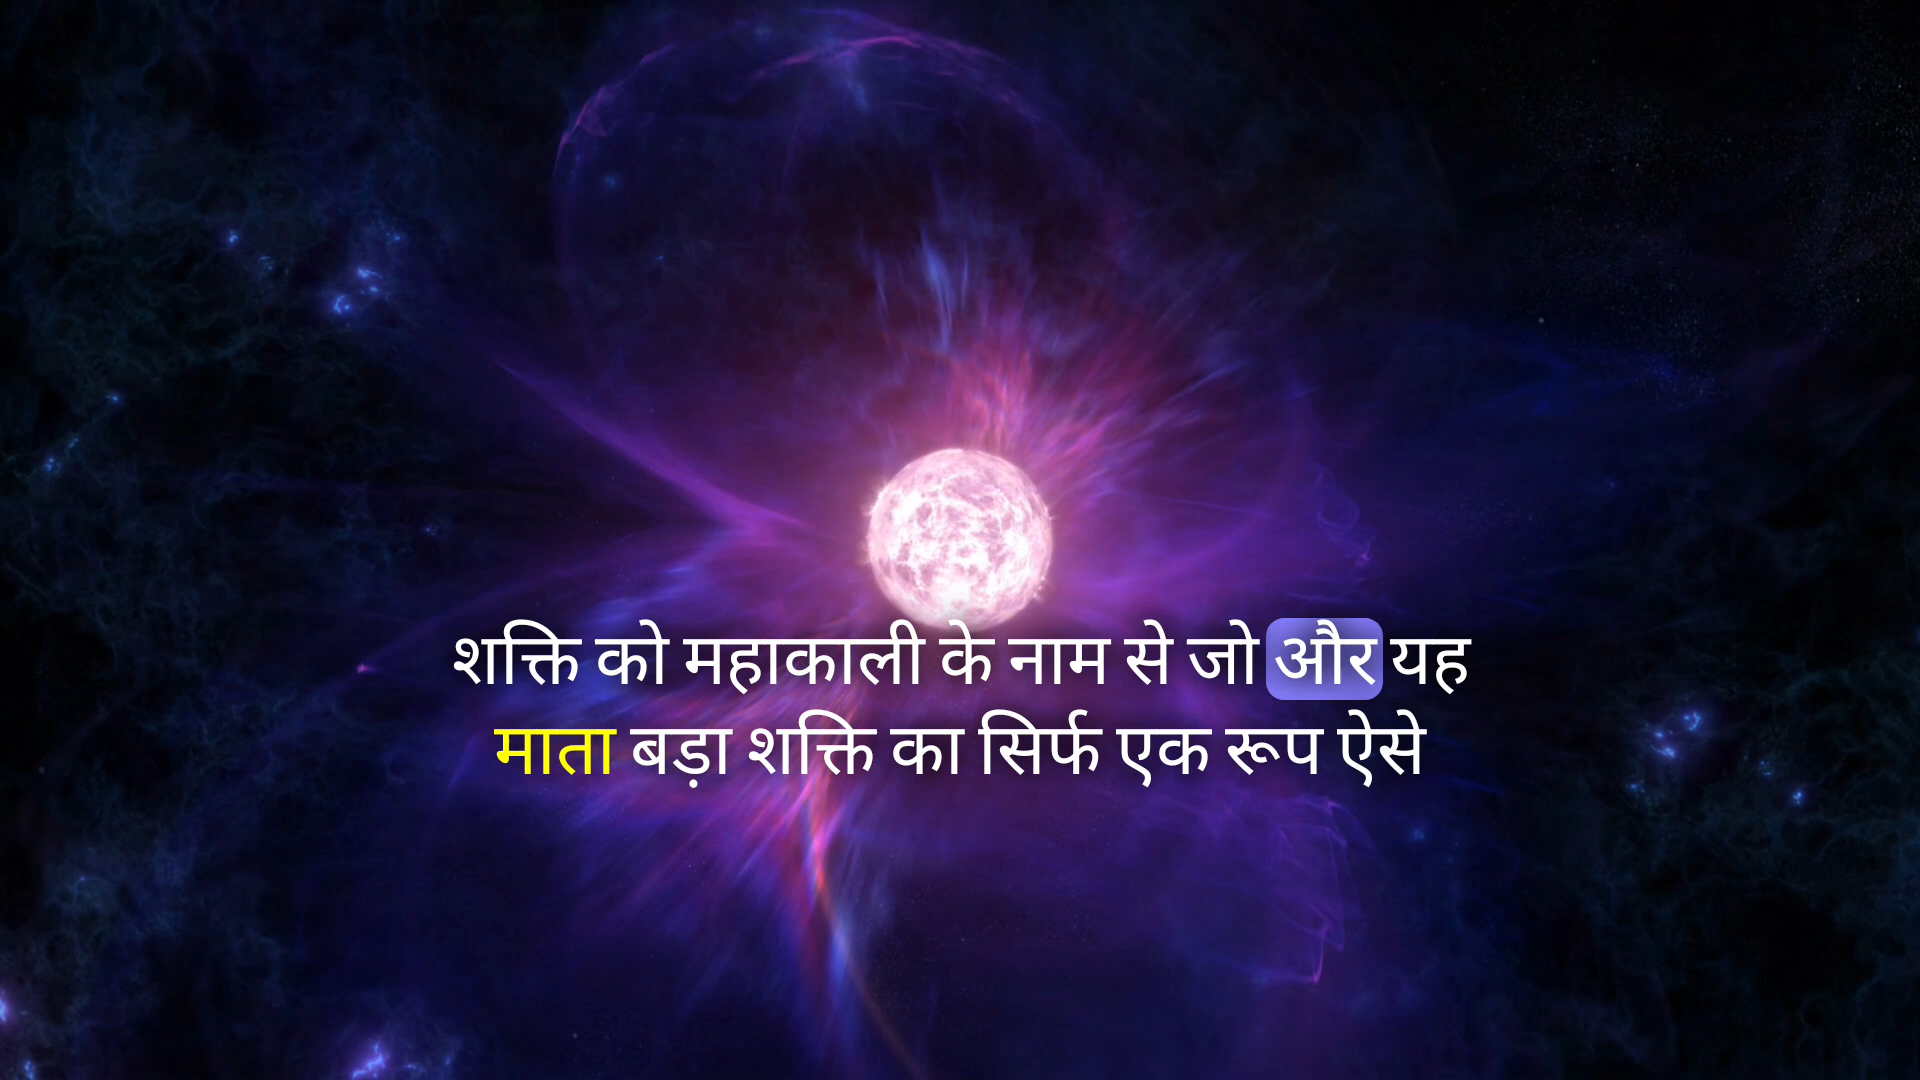 शक्ति को महाकाली के नाम से जो और यह
माता बड़ा शक्ति का सिर्फ एक रूप ऐसे